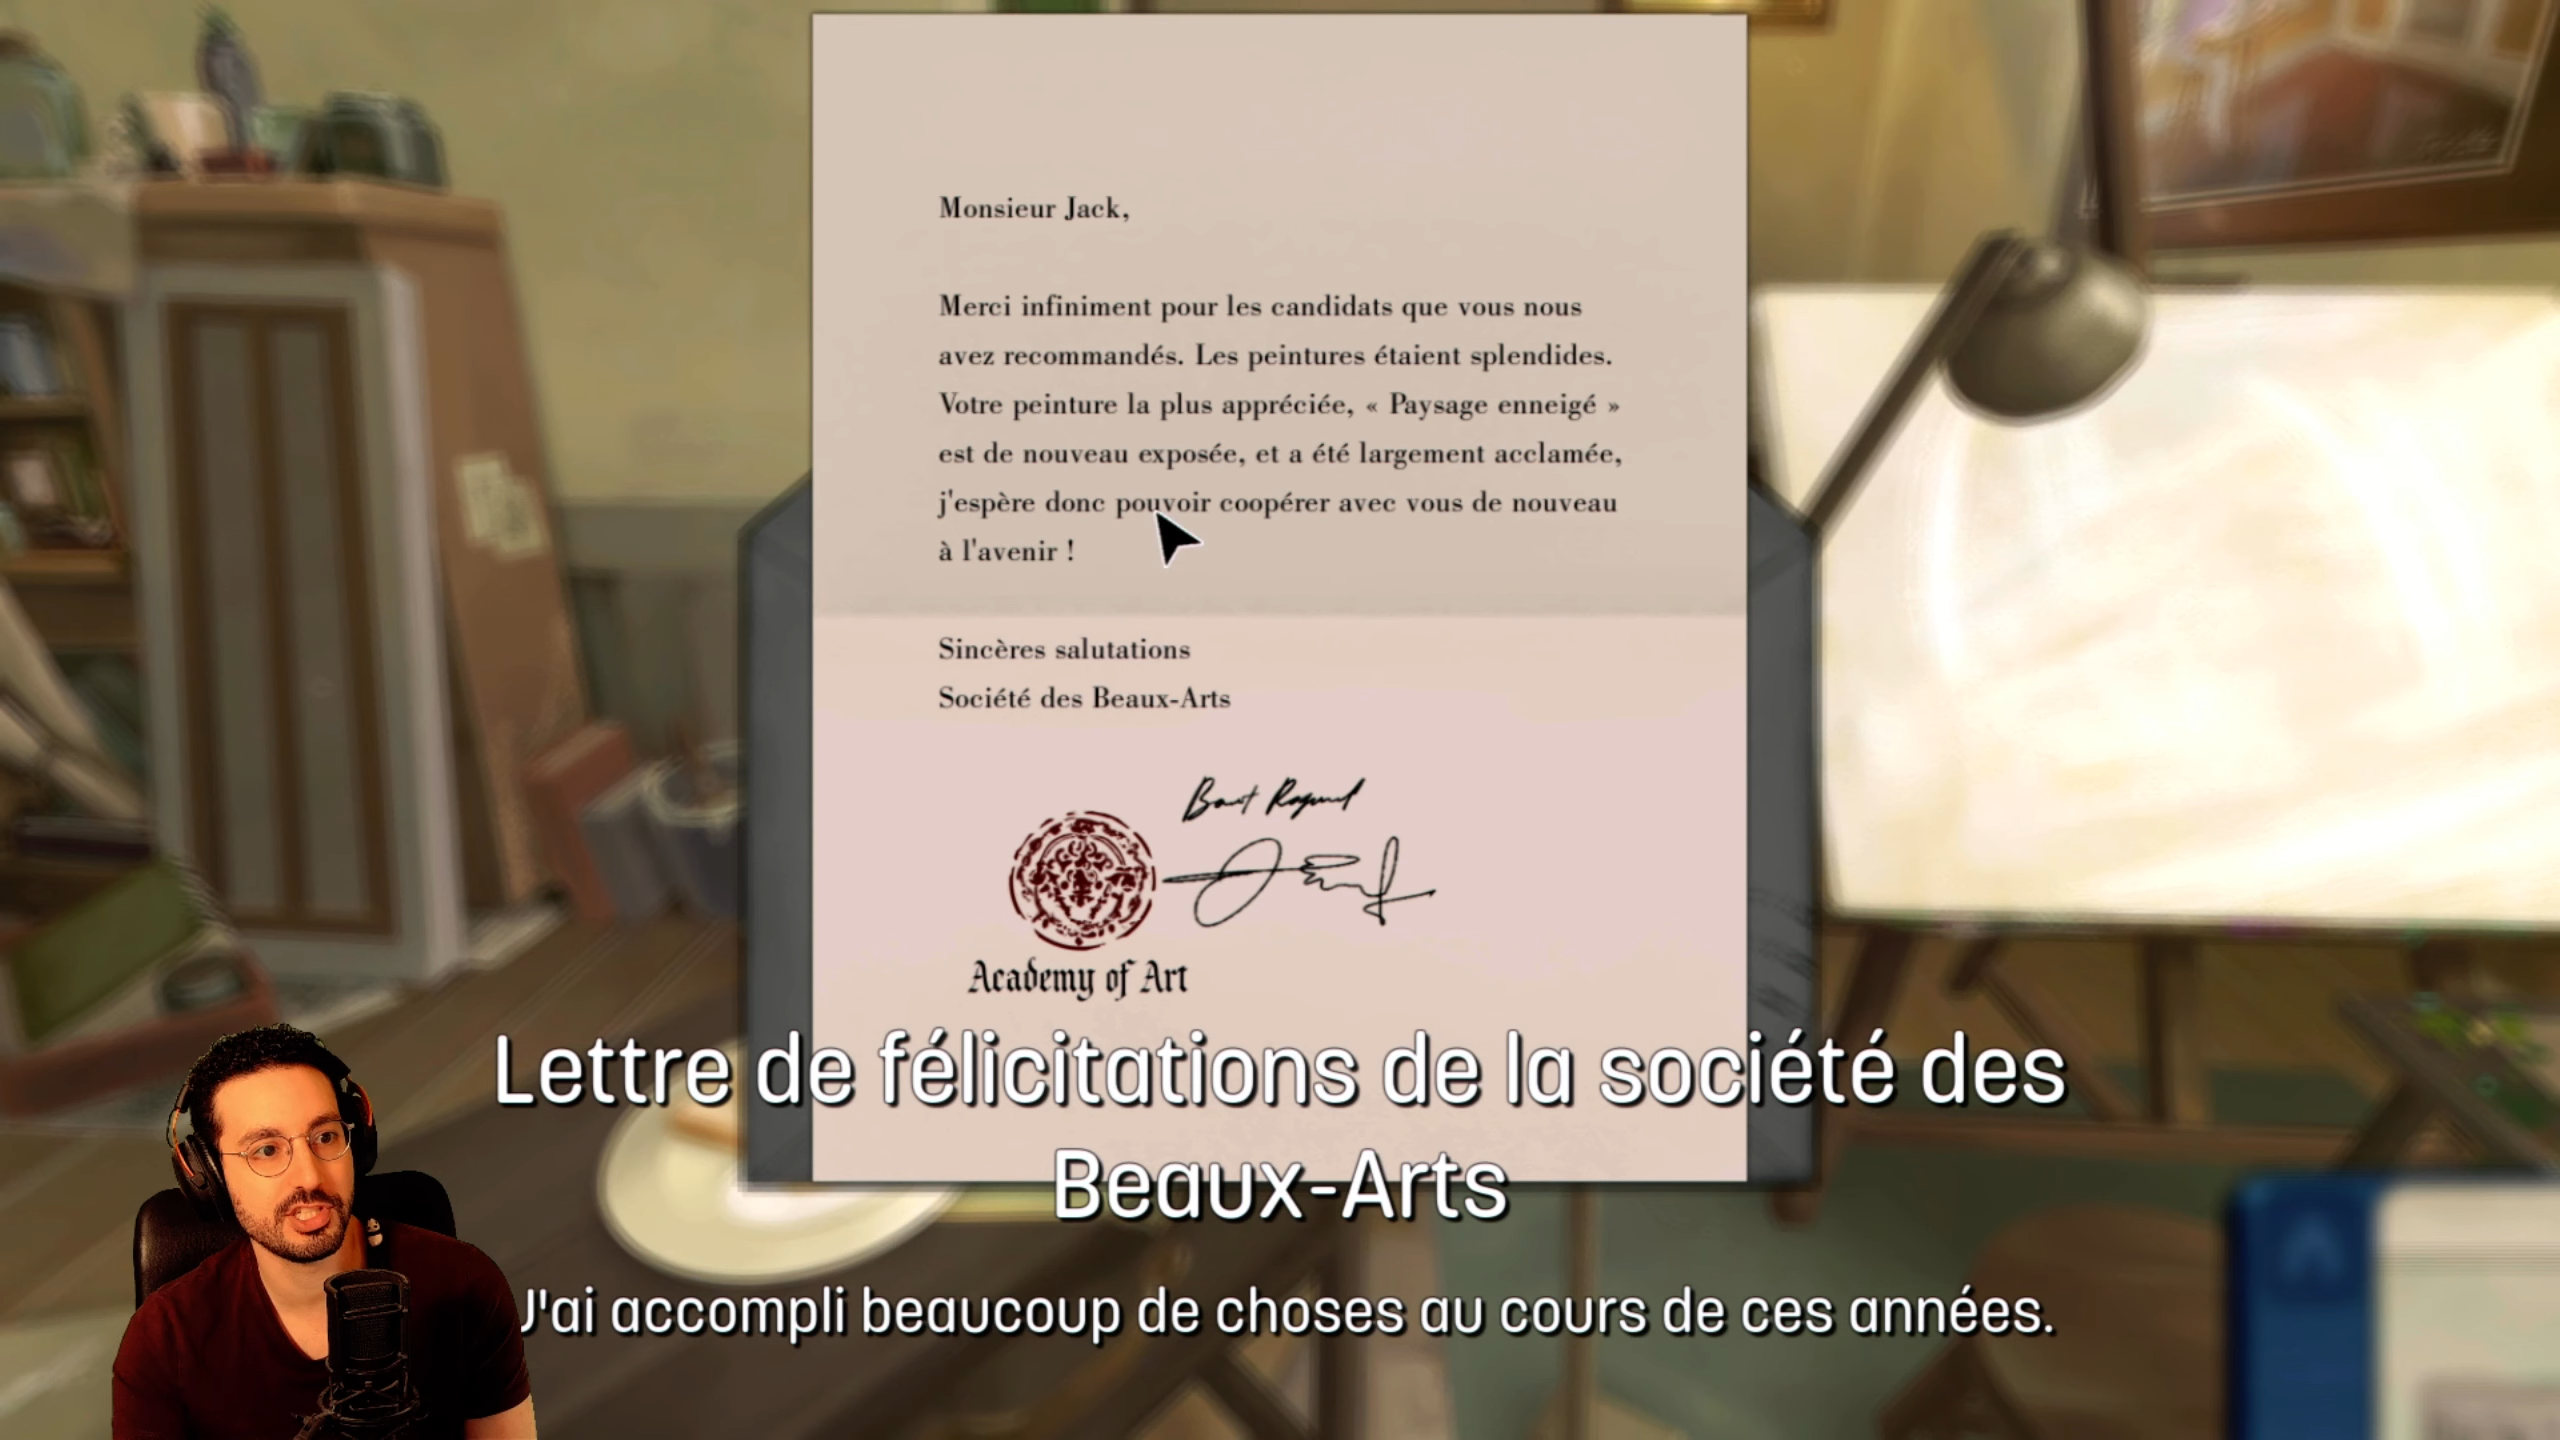 Monsieur Jack,
Merci infiniment pour les candidats que vous nous
avez recommandés. Les peintures étaient splendides.
Votre peinture la plus appréciée, « Paysage enneigé »
est de nouveau exposée, et a été largement acclamée,
j'espère donc pouvoir coopérer avec vous de nouveau
à l'avenir !
Sincères salutations
Société des Beaux-Arts
Academy of Art
Lettre de félicitations de la société des
Beaux-Arts
J'ai accompli beaucoup de choses au cours de ces années.